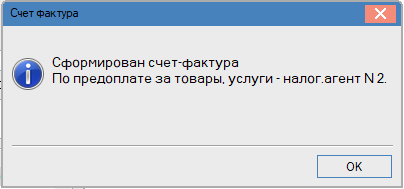 Счет фактура
Сформирован счет-фактура
По предоплате за товары, услуги - налог.агент N 2.
OK